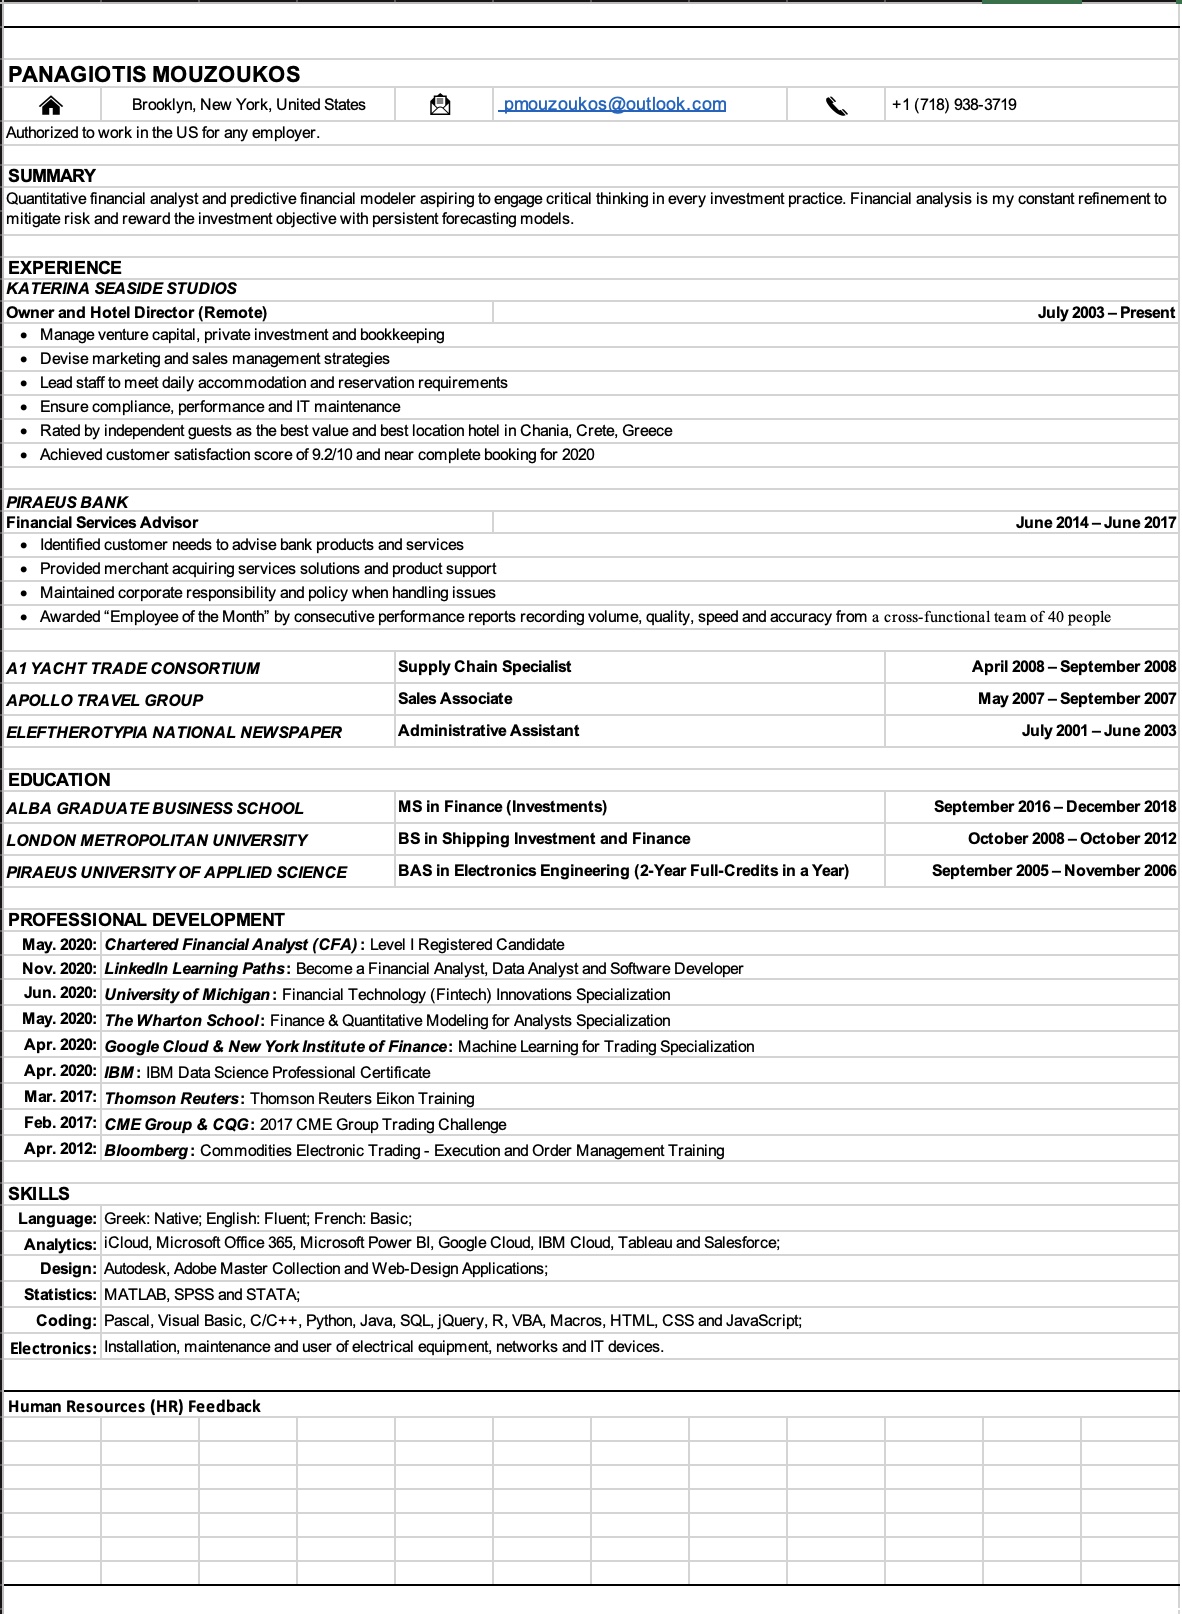 PANAGIOTIS MOUZOUKOS
Brooklyn, New York, United States pmouzoukos@outlook.com +1 (718) 938-3719
Authorized to work in the US for any employer.
SUMMARY
Quantitative financial analyst and predictive financial modeler aspiring to engage critical thinking in every investment practice. Financial analysis is my constant refinement to
mitigate risk and reward the investment objective with persistent forecasting models.
EXPERIENCE
KATERINA SEASIDE STUDIOS
Owner and Hotel Director (Remote) July 2003 – Present
• Manage venture capital, private investment and bookkeeping
• Devise marketing and sales management strategies
• Lead staff to meet daily accommodation and reservation requirements
• Ensure compliance, performance and IT maintenance
• Rated by independent guests as the best value and best location hotel in Chania, Crete, Greece
• Achieved customer satisfaction score of 9.2/10 and near complete booking for 2020
PIRAEUS BANK
Financial Services Advisor June 2014 – June 2017
• Identified customer needs to advise bank products and services
• Provided merchant acquiring services solutions and product support
• Maintained corporate responsibility and policy when handling issues
• Awarded “Employee of the Month” by consecutive performance reports recording volume, quality, speed and accuracy from a cross-functional team of 40 people
A1 YACHT TRADE CONSORTIUM Supply Chain Specialist April 2008 – September 2008
APOLLO TRAVEL GROUP Sales Associate May 2007 – September 2007
ELEFTHEROTYPIA NATIONAL NEWSPAPER Administrative Assistant July 2001 – June 2003
EDUCATION
ALBA GRADUATE BUSINESS SCHOOL MS in Finance (Investments) September 2016 – December 2018
LONDON METROPOLITAN UNIVERSITY BS in Shipping Investment and Finance October 2008 – October 2012
PIRAEUS UNIVERSITY OF APPLIED SCIENCE BAS in Electronics Engineering (2-Year Full-Credits in a Year) September 2005 – November 2006
PROFESSIONAL DEVELOPMENT
May. 2020: Chartered Financial Analyst (CFA) : Level I Registered Candidate
Nov. 2020: LinkedIn Learning Paths : Become a Financial Analyst, Data Analyst and Software Developer
Jun. 2020: University of Michigan : Financial Technology (Fintech) Innovations Specialization
May. 2020: The Wharton School : Finance & Quantitative Modeling for Analysts Specialization
Apr. 2020: Google Cloud & New York Institute of Finance : Machine Learning for Trading Specialization
Apr. 2020: IBM : IBM Data Science Professional Certificate
Mar. 2017: Thomson Reuters : Thomson Reuters Eikon Training
Feb. 2017: CME Group & CQG : 2017 CME Group Trading Challenge
Apr. 2012: Bloomberg : Commodities Electronic Trading - Execution and Order Management Training
SKILLS
Language: Greek: Native; English: Fluent; French: Basic;
Analytics: iCloud, Microsoft Office 365, Microsoft Power BI, Google Cloud, IBM Cloud, Tableau and Salesforce;
Design: Autodesk, Adobe Master Collection and Web-Design Applications;
Statistics: MATLAB, SPSS and STATA;
Coding: Pascal, Visual Basic, C/C++, Python, Java, SQL, jQuery, R, VBA, Macros, HTML, CSS and JavaScript;
Electronics: Installation, maintenance and user of electrical equipment, networks and IT devices.
Human Resources (HR) Feedback